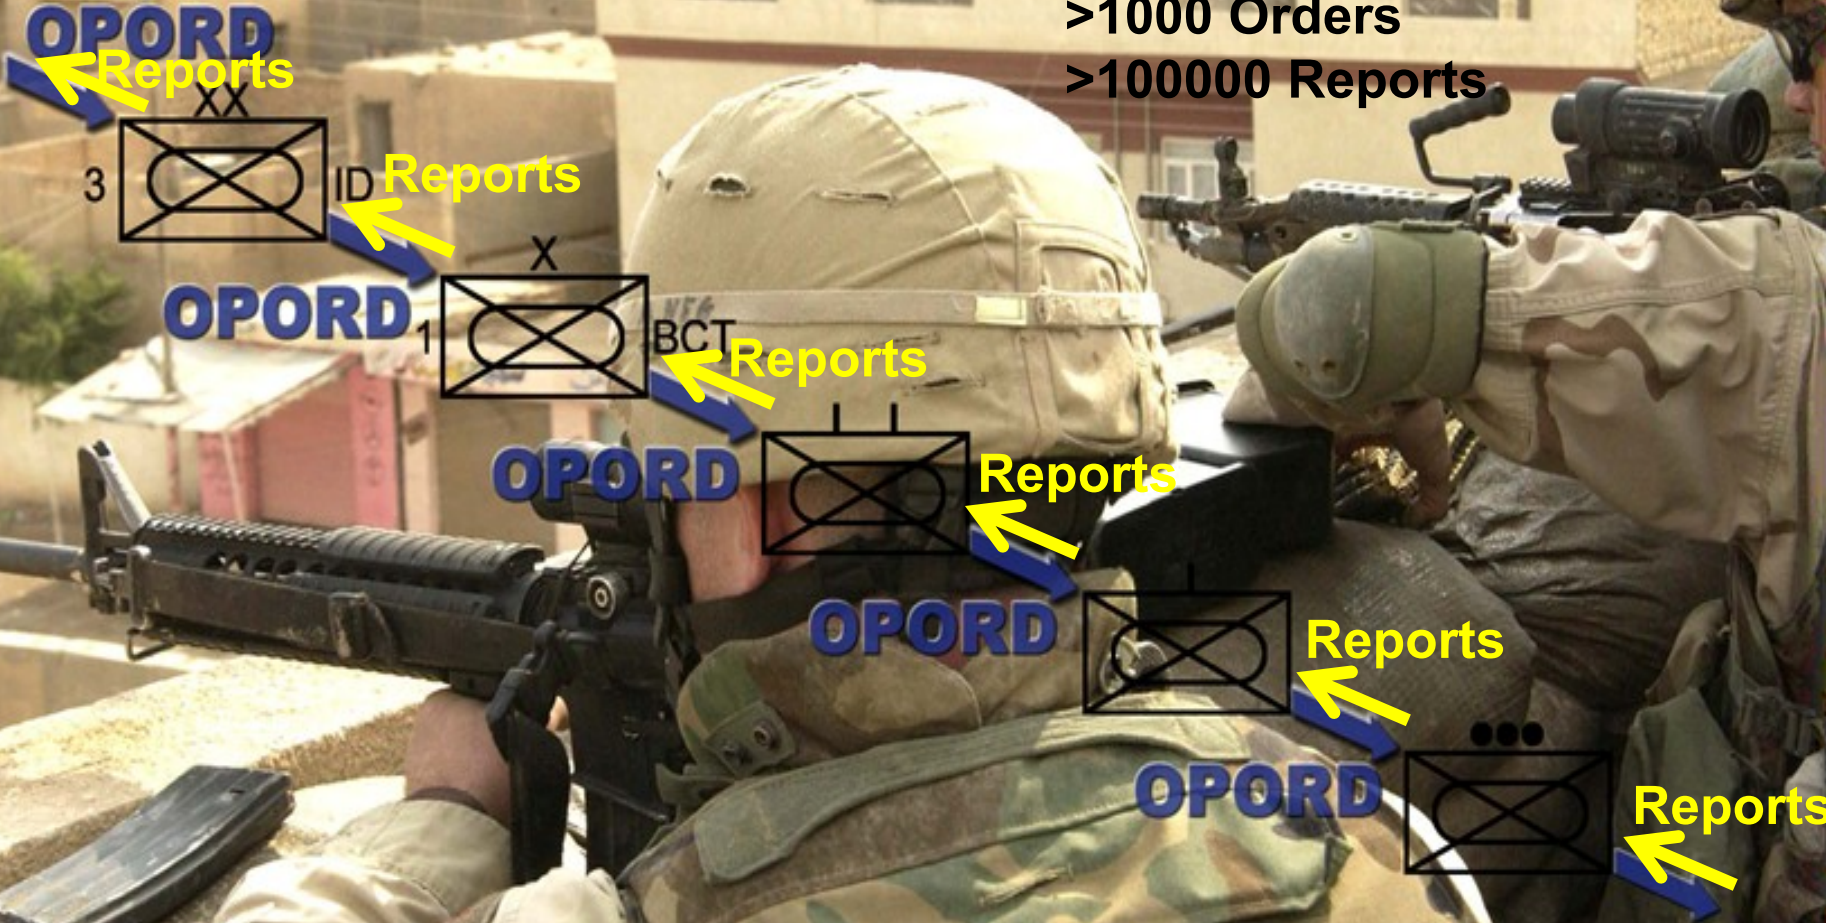 >1000 Orders
>100000 Reports
OPORD
Reports
XX
3
ID
Reports
X
OPORD
1
BCT
Reports
OPORD
Reports
OPORD
Reports
OPORD
Reports